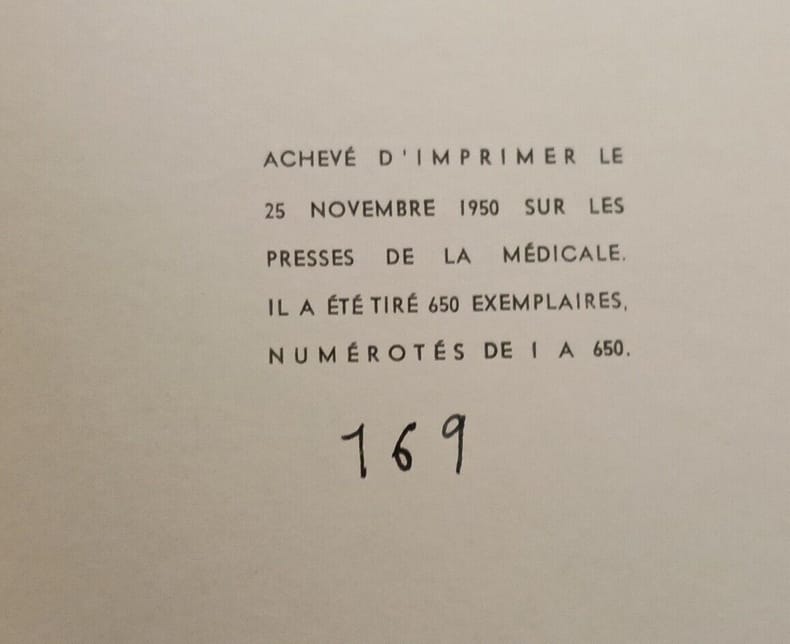 ACHEVÉ D'IMPRIMER LE
25 NOVEMBRE 1950 SUR LES
PRESSES DE LA MÉDICALE.
IL A ÉTÉ TIRÉ 650 EXEMPLAIRES,
NUMÉROTÉS DE 1 A 650.
169